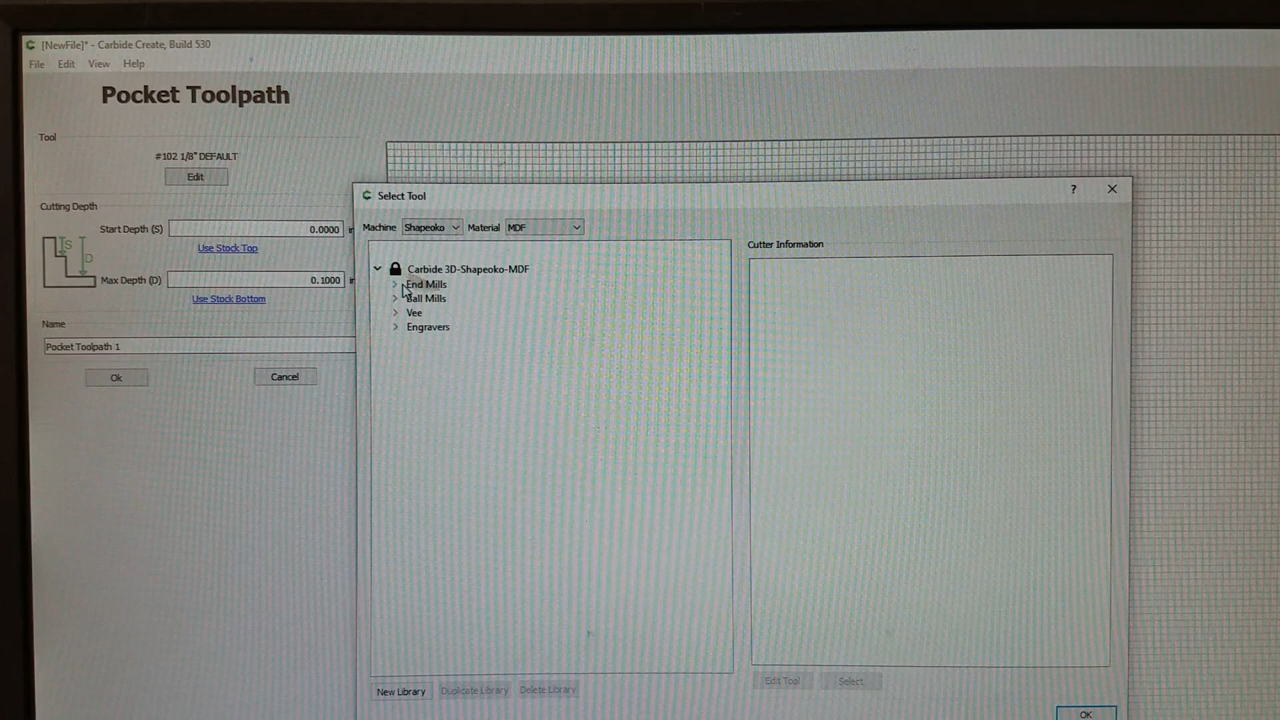 [NewFile]* - Carbide Create, Build 530
File Edit View Help
Pocket Toolpath
Tool
#102 1/8" DEFAULT
Edit
Cutting Depth
Start Depth (S) 0.0000 in
Use Stock Top
S
D
Max Depth (D) 0.1000 in
Use Stock Bottom
Name
Pocket Toolpath 1
Ok Cancel
Select Tool ?
Machine Shapeoko Material MDF
Carbide 3D-Shapeoko-MDF
End Mills
Ball Mills
Vee
Engravers
Cutter Information
New Library Duplicate Library Delete Library
Edit Tool Select
OK